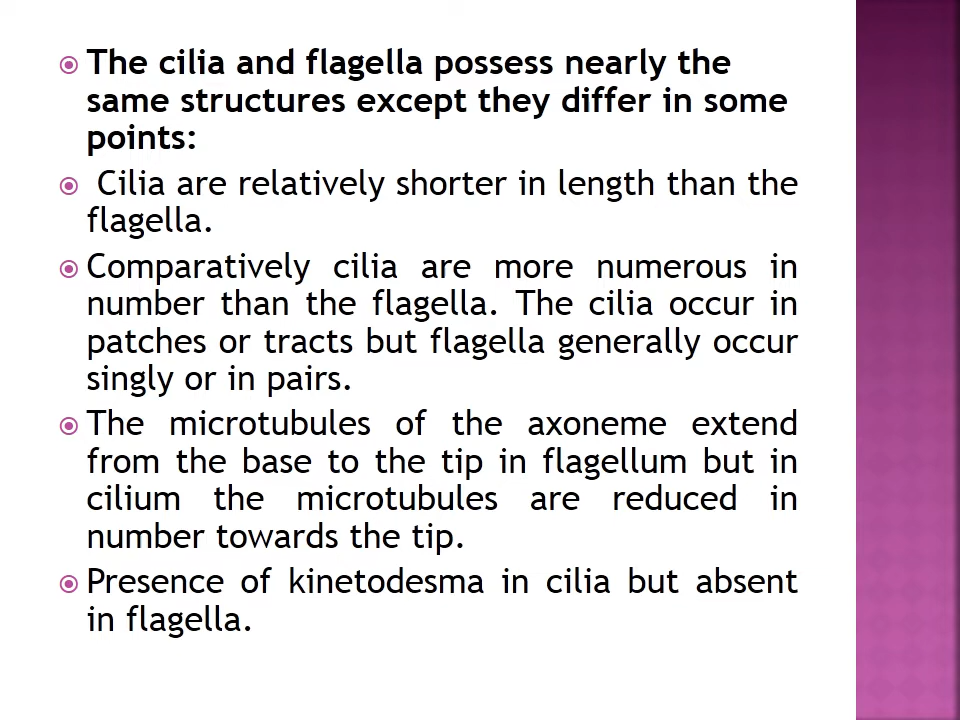 The cilia and flagella possess nearly the
same structures except they differ in some
points:
Cilia are relatively shorter in length than the
flagella.
Comparatively cilia are more numerous in
number than the flagella. The cilia occur in
patches or tracts but flagella generally occur
singly or in pairs.
The microtubules of the axoneme extend
from the base to the tip in flagellum but in
cilium the microtubules are reduced in
number towards the tip.
Presence of kinetodesma in cilia but absent
in flagella.